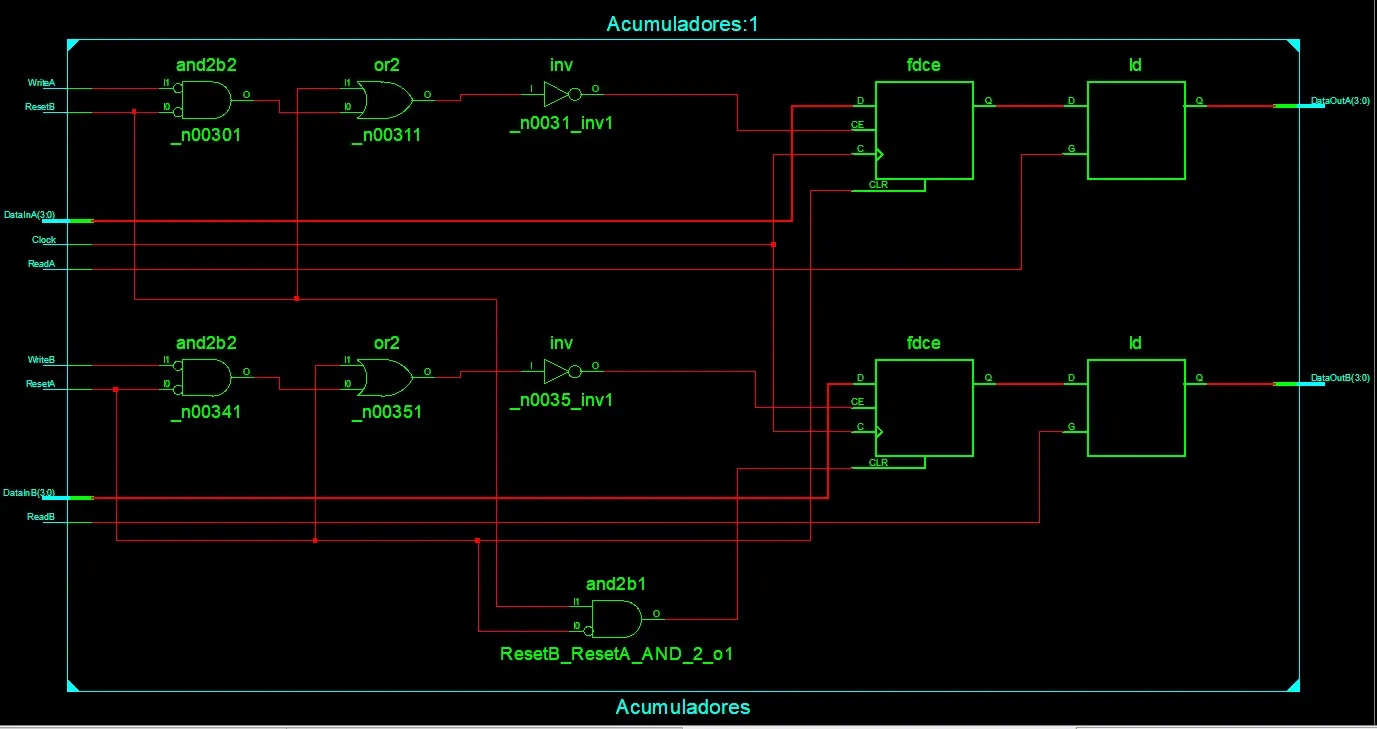 Acumuladores:1
and2b2
or2
inv
fdce
ld
WriteA
ResetB
I1
I0
O
I1
I0
O
I
O
D
CE
C
CLR
Q
D
G
Q
DataOutA(3:0)
_n00301
_n00311
_n0031_inv1
DataInA(3:0)
Clock
ReadA
and2b2
or2
inv
fdce
ld
WriteB
ResetA
I1
I0
O
I1
I0
O
I
O
D
CE
C
CLR
Q
D
G
Q
DataOutB(3:0)
_n00341
_n00351
_n0035_inv1
DataInB(3:0)
ReadB
and2b1
I1
I0
O
ResetB_ResetA_AND_2_o1
Acumuladores